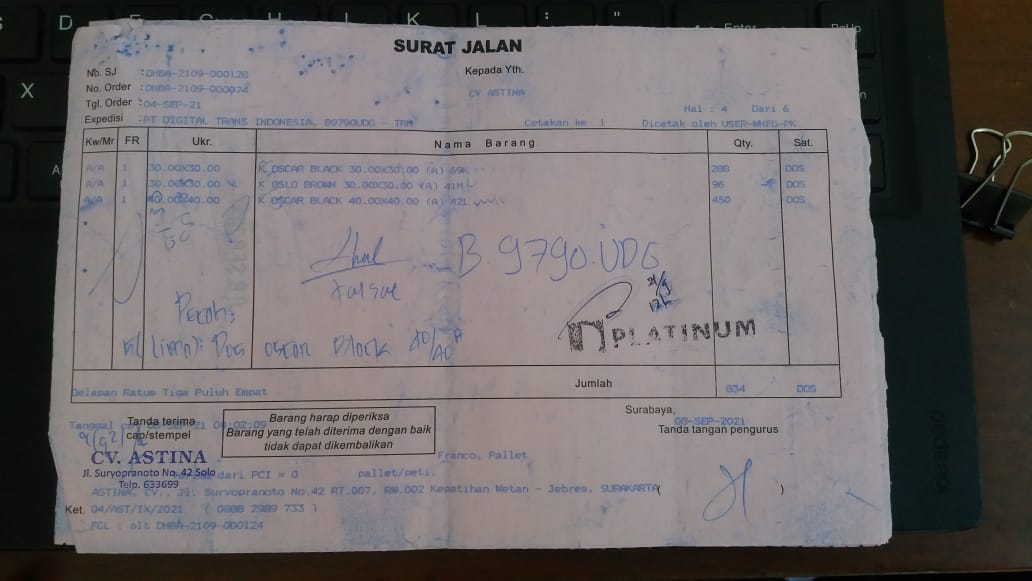 SURAT JALAN
No. SJ : DHBA-2109-000128
Kepada Yth.
No. Order : DHBA-2109-000074
CV ASTINA
Tgl. Order : 04-SEP-21
Hal : 4 Dari 6
Expedisi : PT DIGITAL TRANS INDONESIA, B9790UDG - TRM
Cetakan ke 1 Dicetak oleh USER-WHFG-PK
Kw/Mr FR Ukr. Nama Barang Qty. Sat.
A/A 1 30.00X30.00 K OSCAR BLACK 30.00X30.00 (A) 69K 288 DOS
A/A 1 30.00X30.00 K OSLO BROWN 30.00X30.00 (A) 41M 96 DOS
A/A 1 40.00X40.00 K OSCAR BLACK 40.00X40.00 (A) 42L 450 DOS
B.9790.UDG
PLATINUM
5 (lima): Dos oscar Black 40/40 A
Jumlah 834 DOS
Delapan Ratus Tiga Puluh Empat
Surabaya,
08-SEP-2021
Tanda terima
cap/stempel
Barang harap diperiksa
Barang yang telah diterima dengan baik
tidak dapat dikembalikan
Tanda tangan pengurus
CV. ASTINA
Jl. Suryopranoto No. 42 Solo
Telp. 633699
Franco, Pallet
dari PCI = 0 pallet/peti.
ASTINA, CV., Jl. Suryopranoto No.42 RT.007, RW.002 Kepatihan Wetan - Jebres, SURAKARTA ( )
Ket. 04/AST/IX/2021 ( 0888 2989 733 )
PCL : plt DHBA-2109-000124